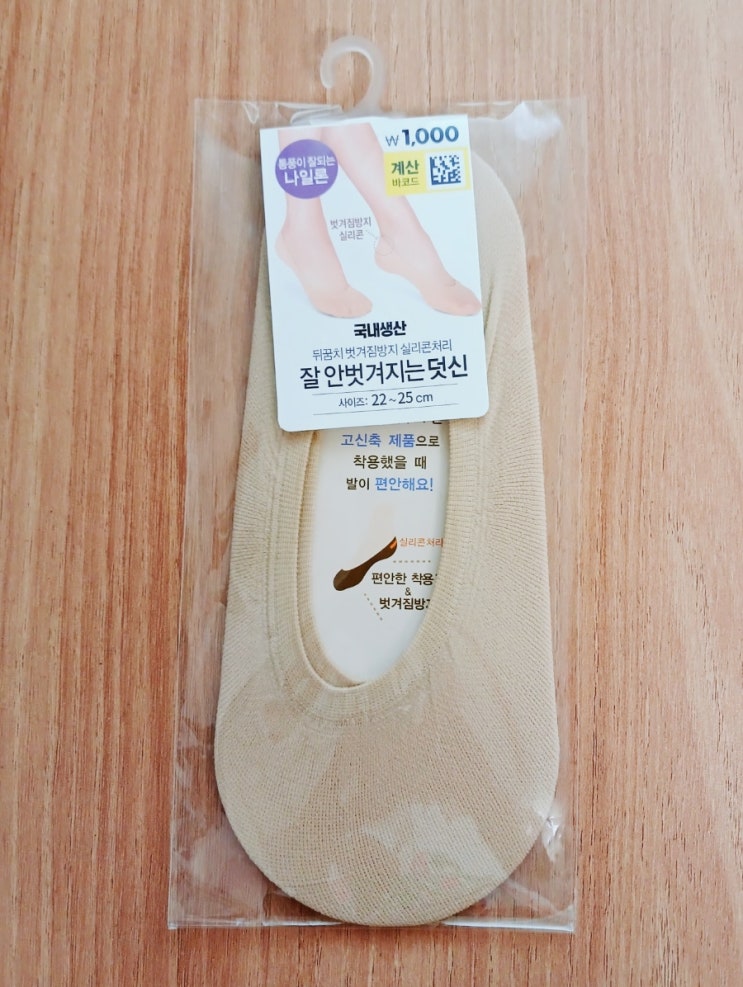 ₩1,000
통풍이 잘되는
나일론
계산
바코드
벗겨짐방지
실리콘
국내생산
뒤꿈치 벗겨짐방지 실리콘처리
잘 안벗겨지는 덧신
사이즈: 22~25 cm
고신축 제품으로
착용했을 때
발이 편안해요!
실리콘처리
편안한 착용
&
벗겨짐방지